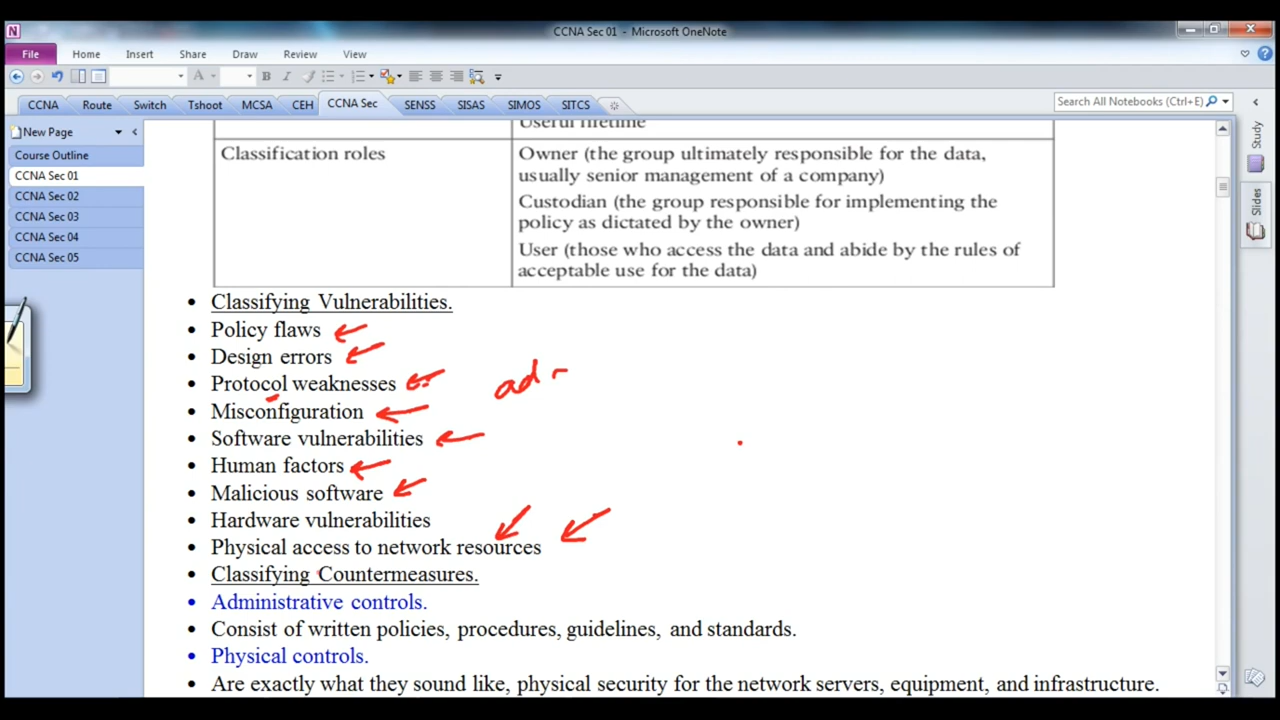 CCNA Sec 01 - Microsoft OneNote
File Home Insert Share Draw Review View
CCNA Route Switch Tshoot MCSA CEH CCNA Sec SENSS SISAS SIMOS SITCS
Search All Notebooks (Ctrl+E)
New Page
Course Outline
CCNA Sec 01
CCNA Sec 02
CCNA Sec 03
CCNA Sec 04
CCNA Sec 05
Study
Slides
Useful lifetime
Classification roles
Owner (the group ultimately responsible for the data,
usually senior management of a company)
Custodian (the group responsible for implementing the
policy as dictated by the owner)
User (those who access the data and abide by the rules of
acceptable use for the data)
• Classifying Vulnerabilities.
• Policy flaws
• Design errors
• Protocol weaknesses
ad
• Misconfiguration
• Software vulnerabilities
• Human factors
• Malicious software
• Hardware vulnerabilities
• Physical access to network resources
• Classifying Countermeasures.
• Administrative controls.
• Consist of written policies, procedures, guidelines, and standards.
• Physical controls.
• Are exactly what they sound like, physical security for the network servers, equipment, and infrastructure.